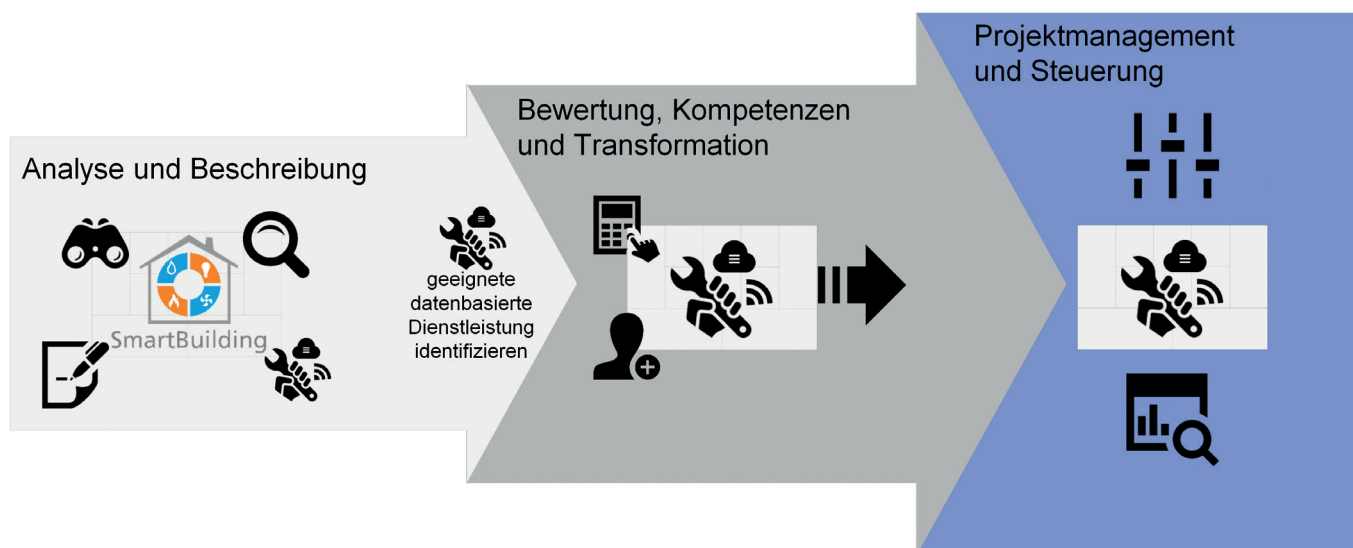 Analyse und Beschreibung
SmartBuilding
geeignete
datenbasierte
Dienstleistung
identifizieren
Bewertung, Kompetenzen
und Transformation
Projektmanagement
und Steuerung